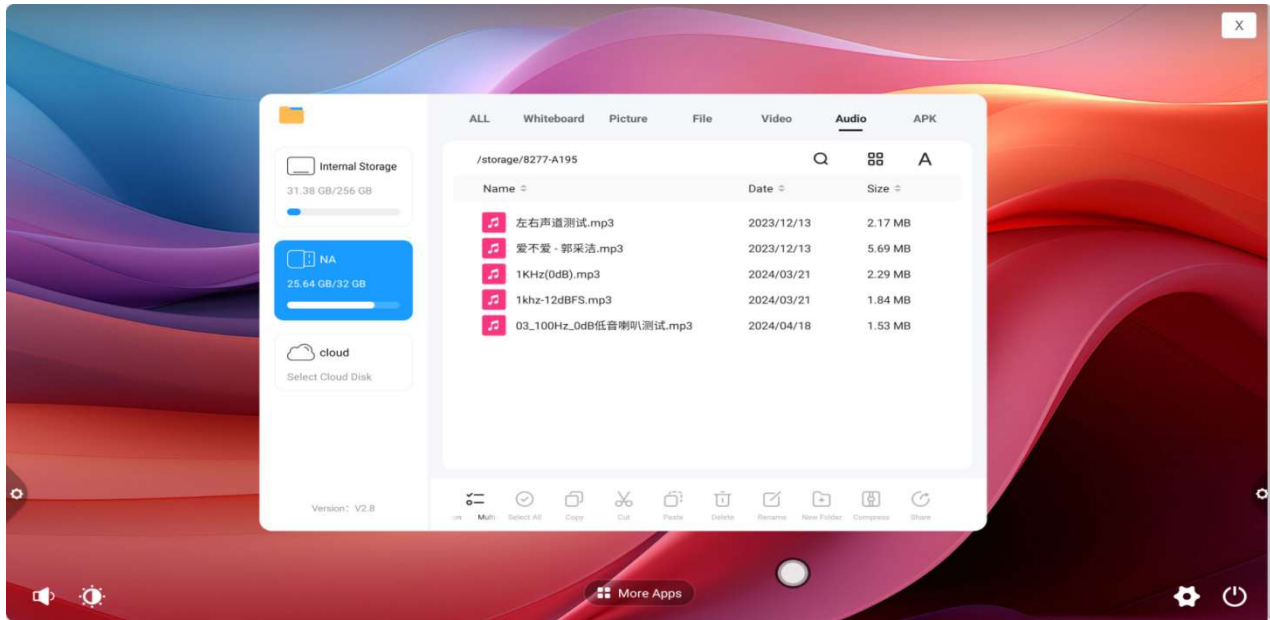 X
ALL Whiteboard Picture File Video Audio APK
Internal Storage
31.38 GB/256 GB
NA
25.64 GB/32 GB
cloud
Select Cloud Disk
Version: V2.8
/storage/8277-A195 A
Name Date Size
左右声道测试.mp3 2023/12/13 2.17 MB
爱不爱 - 郭采洁.mp3 2023/12/13 5.69 MB
1KHz(0dB).mp3 2024/03/21 2.29 MB
1khz-12dBFS.mp3 2024/03/21 1.84 MB
03_100Hz_0dB低音喇叭测试.mp3 2024/04/18 1.53 MB
Multi Select All Copy Cut Paste Delete Rename New Folder Compress Share
More Apps